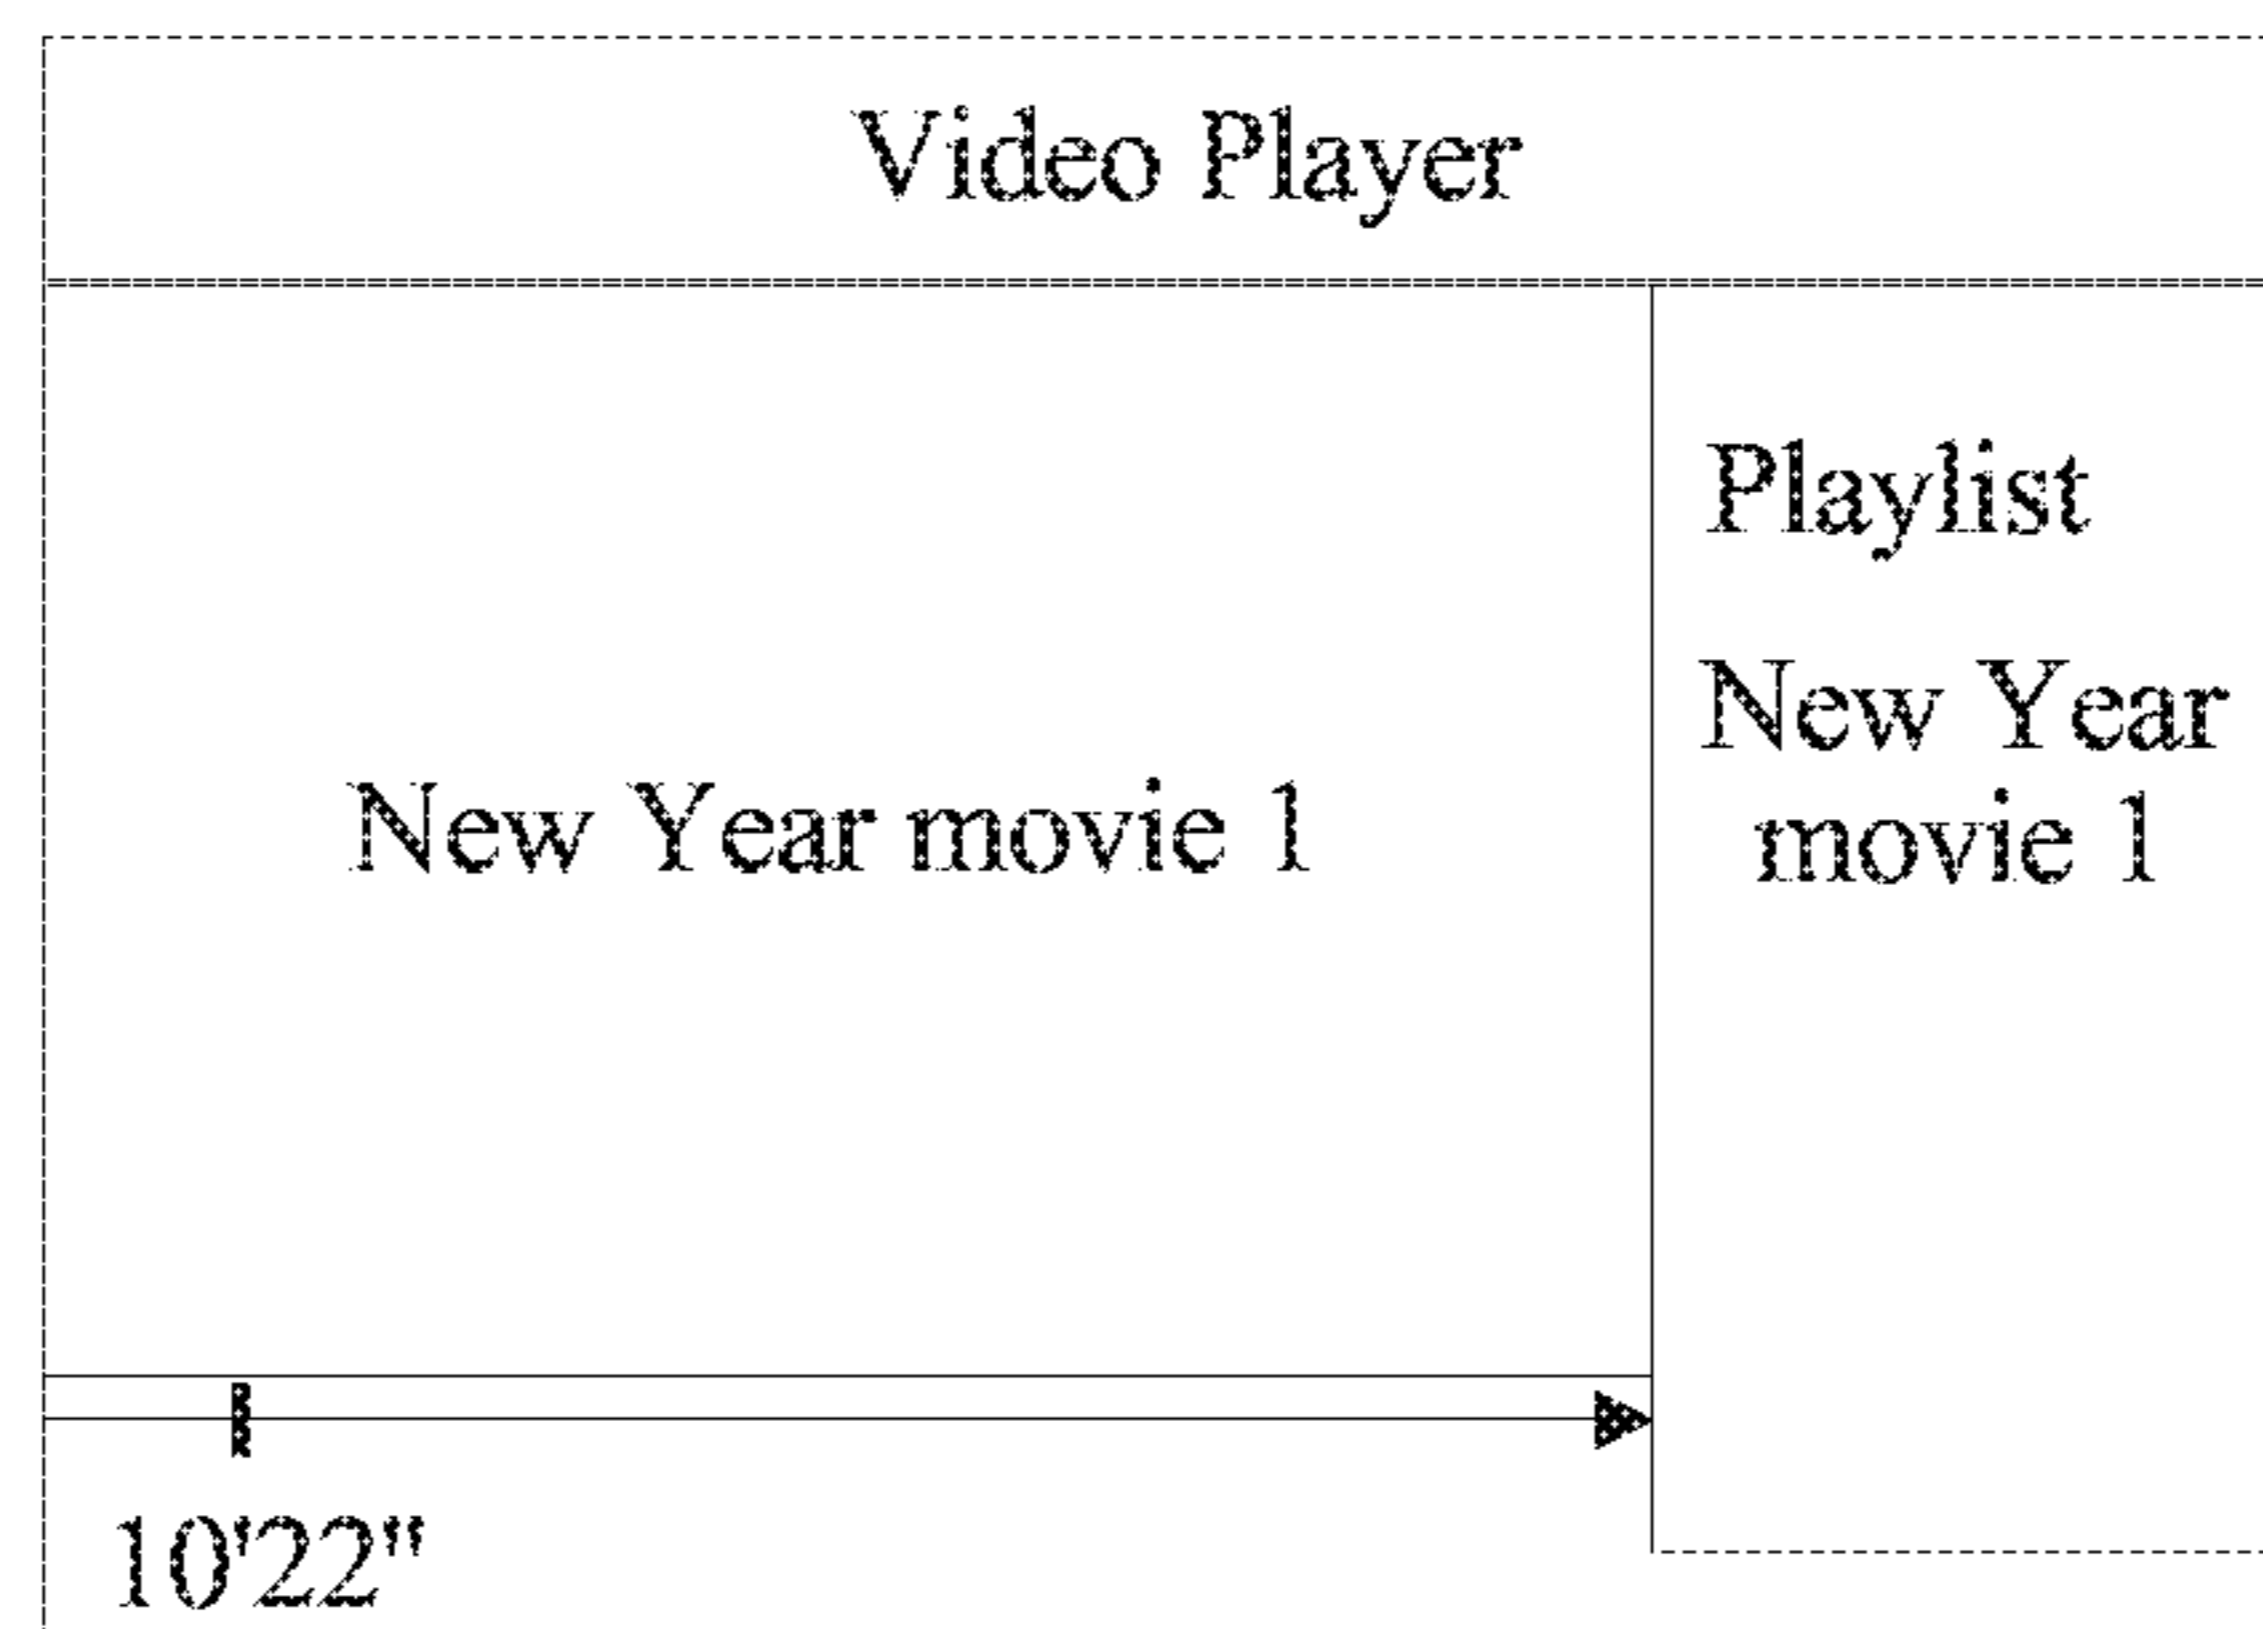 Video Player
New Year movie 1
Playlist
New Year
movie 1
10'22"